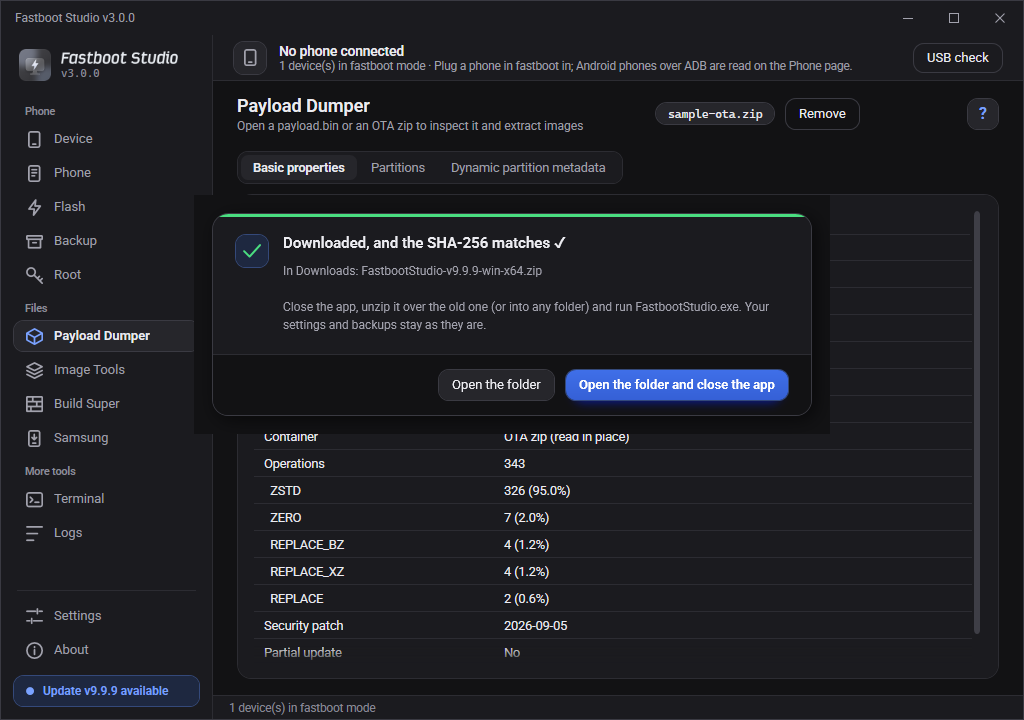 Fastboot Studio v3.0.0
Fastboot Studio
v3.0.0
Phone
Device
Phone
Flash
Backup
Root
Files
Payload Dumper
Image Tools
Build Super
Samsung
More tools
Terminal
Logs
Settings
About
Update v9.9.9 available
No phone connected
1 device(s) in fastboot mode · Plug a phone in fastboot in; Android phones over ADB are read on the Phone page.
USB check
Payload Dumper
Open a payload.bin or an OTA zip to inspect it and extract images
sample-ota.zip
Remove
?
Basic properties
Partitions
Dynamic partition metadata
Downloaded, and the SHA-256 matches ✓
In Downloads: FastbootStudio-v9.9.9-win-x64.zip
Close the app, unzip it over the old one (or into any folder) and run FastbootStudio.exe. Your
settings and backups stay as they are.
Open the folder
Open the folder and close the app
Container OTA zip (read in place)
Operations 343
ZSTD 326 (95.0%)
ZERO 7 (2.0%)
REPLACE_BZ 4 (1.2%)
REPLACE_XZ 4 (1.2%)
REPLACE 2 (0.6%)
Security patch 2026-09-05
Partial update No
1 device(s) in fastboot mode